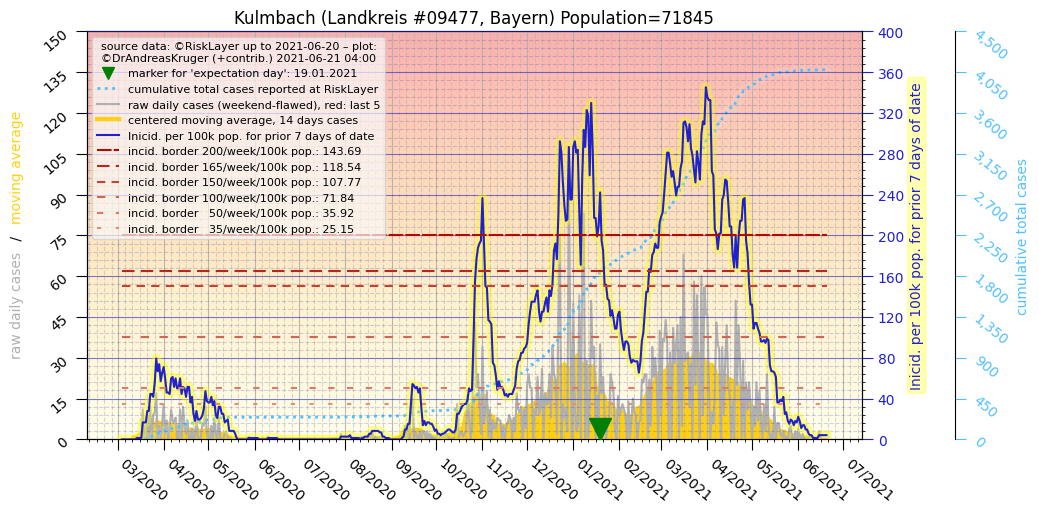 Kulmbach (Landkreis #09477, Bayern) Population=71845
source data: ©RiskLayer up to 2021-06-20 – plot:
©DrAndreasKruger (+contrib.) 2021-06-21 04:00
marker for 'expectation day': 19.01.2021
cumulative total cases reported at RiskLayer
raw daily cases (weekend-flawed), red: last 5
centered moving average, 14 days cases
Inicid. per 100k pop. for prior 7 days of date
incid. border 200/week/100k pop.: 143.69
incid. border 165/week/100k pop.: 118.54
incid. border 150/week/100k pop.: 107.77
incid. border 100/week/100k pop.: 71.84
incid. border 50/week/100k pop.: 35.92
incid. border 35/week/100k pop.: 25.15
raw daily cases / moving average
150
135
120
105
90
75
60
45
30
15
0
03/2020
04/2020
05/2020
06/2020
07/2020
08/2020
09/2020
10/2020
11/2020
12/2020
01/2021
02/2021
03/2021
04/2021
05/2021
06/2021
07/2021
400
360
320
280
240
200
160
120
80
40
0
Inicid. per 100k pop. for prior 7 days of date
4,500
4,050
3,600
3,150
2,700
2,250
1,800
1,350
900
450
0
cumulative total cases